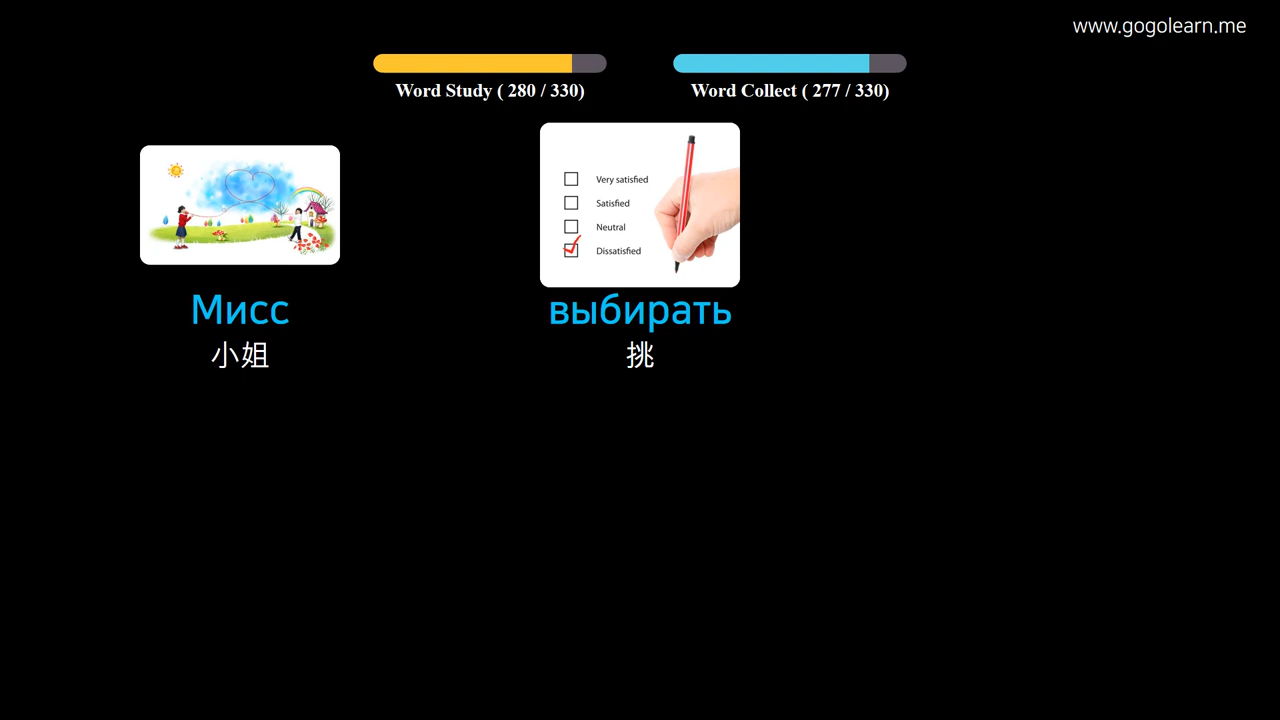 www.gogolearn.me
Word Study ( 280 / 330)
Word Collect ( 277 / 330)
Very satisfied
Satisfied
Neutral
Dissatisfied
Мисс
выбирать
小姐
挑